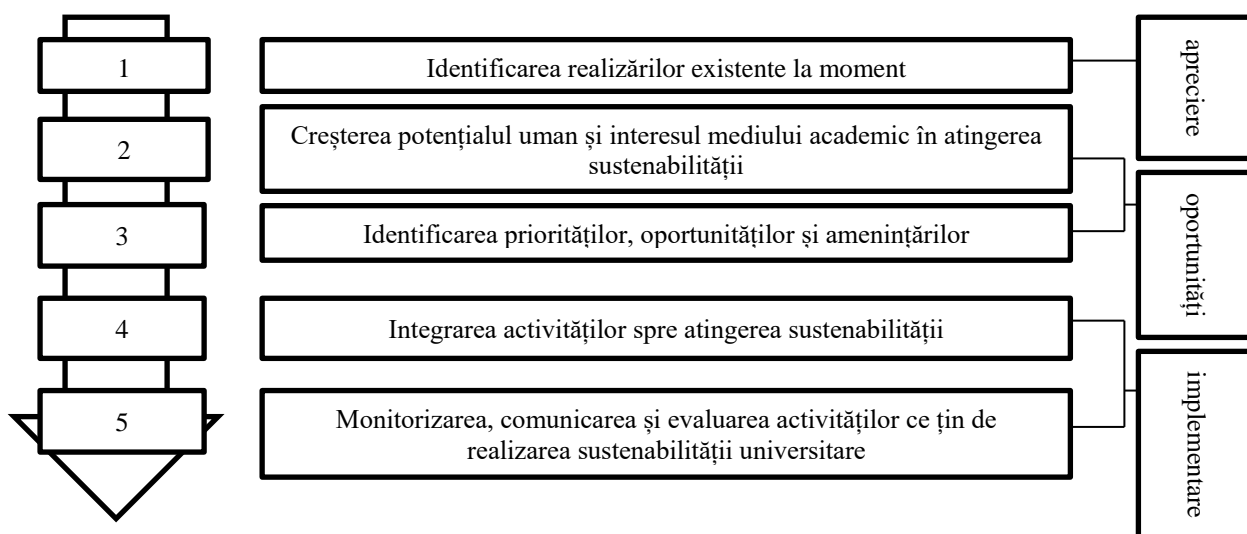 1
Identificarea realizărilor existente la moment
apreciere
2
Creșterea potențialul uman și interesul mediului academic în atingerea
sustenabilității
oportunități
3
Identificarea priorităților, oportunităților și amenințărilor
4
Integrarea activităților spre atingerea sustenabilității
implementare
5
Monitorizarea, comunicarea și evaluarea activităților ce țin de
realizarea sustenabilității universitare